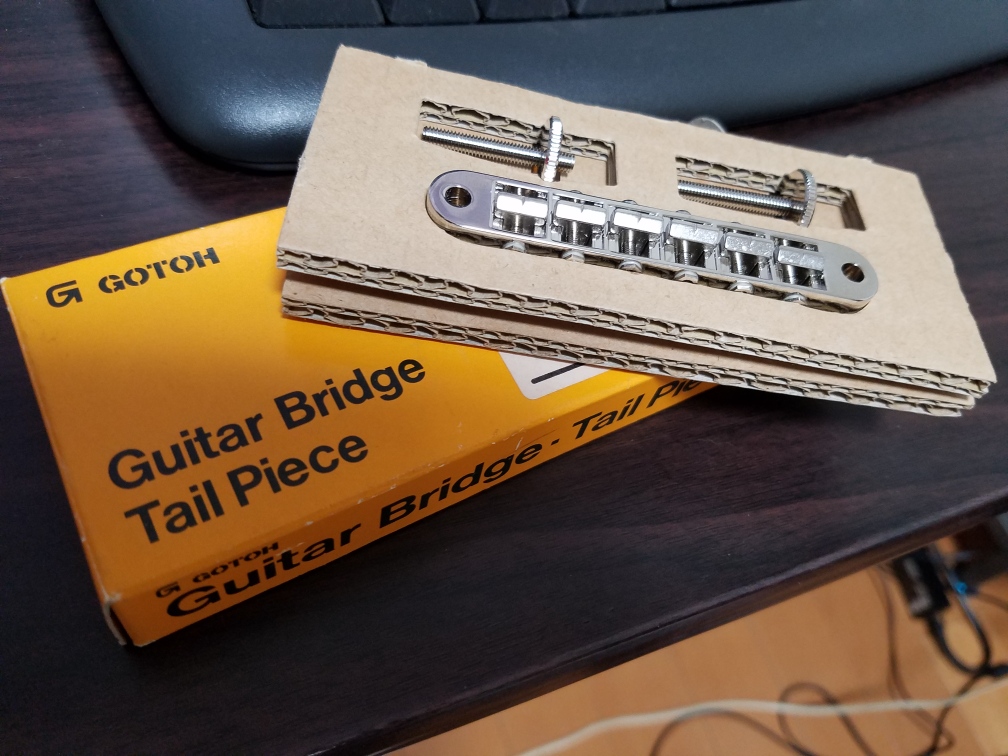 GOTOH
Guitar Bridge
Tail Piece
GOTOH
Guitar Bridge · Tail Pie